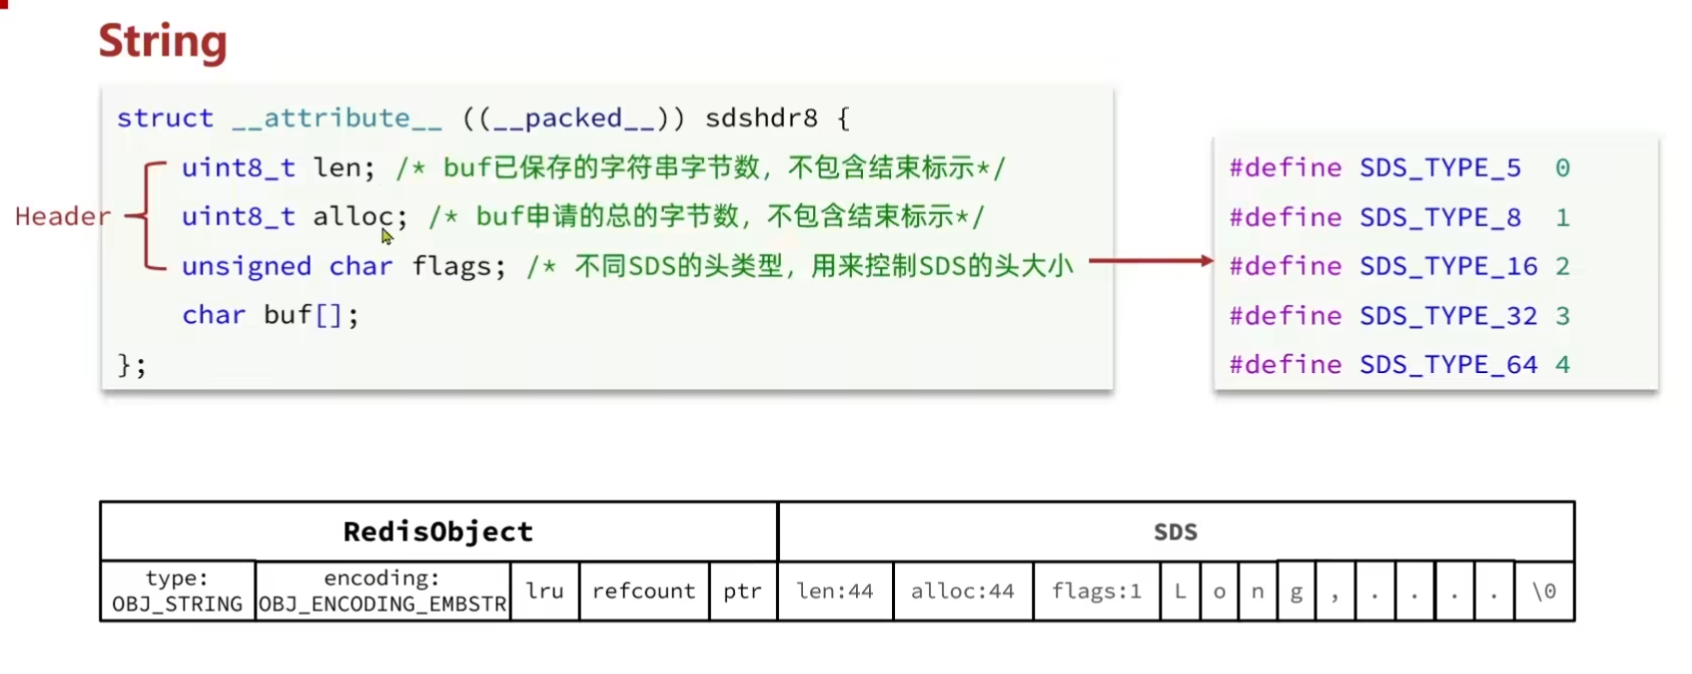 String
struct __attribute__ ((__packed__)) sdshdr8 {
uint8_t len; /* buf已保存的字符串字节数，不包含结束标示*/
Header
uint8_t alloc; /* buf申请的总的字节数，不包含结束标示*/
unsigned char flags; /* 不同SDS的头类型，用来控制SDS的头大小
char buf[];
};
#define SDS_TYPE_5 0
#define SDS_TYPE_8 1
#define SDS_TYPE_16 2
#define SDS_TYPE_32 3
#define SDS_TYPE_64 4
RedisObject SDS
type: OBJ_STRING encoding: OBJ_ENCODING_EMBSTR lru refcount ptr len:44 alloc:44 flags:1 L o n g , . . . . \0